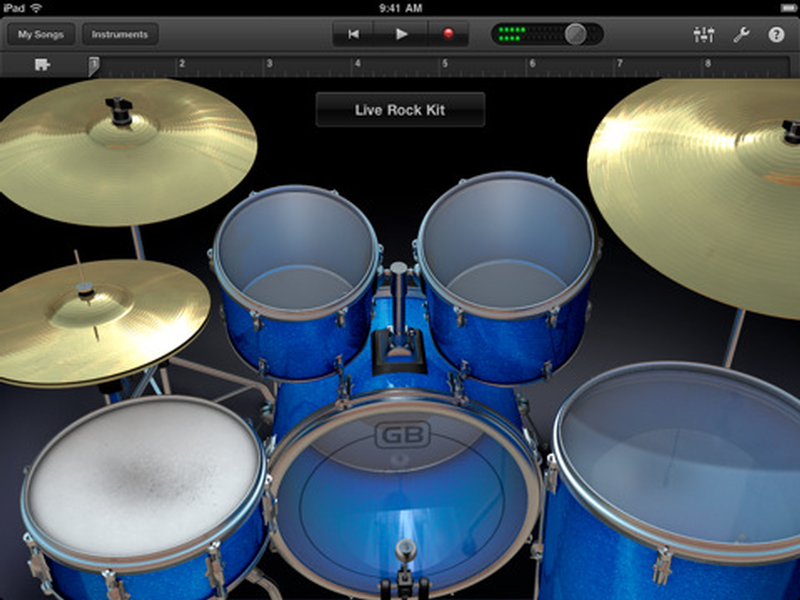 iPad 9:41 AM
My Songs Instruments ?
1 2 3 4 5 6 7 8
Live Rock Kit
GB